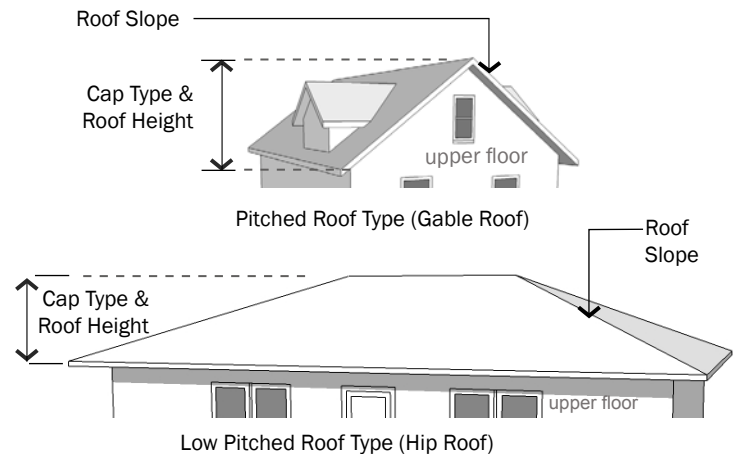 Roof Slope
Cap Type &
Roof Height
upper floor
Pitched Roof Type (Gable Roof)
Roof
Slope
Cap Type &
Roof Height
upper floor
Low Pitched Roof Type (Hip Roof)